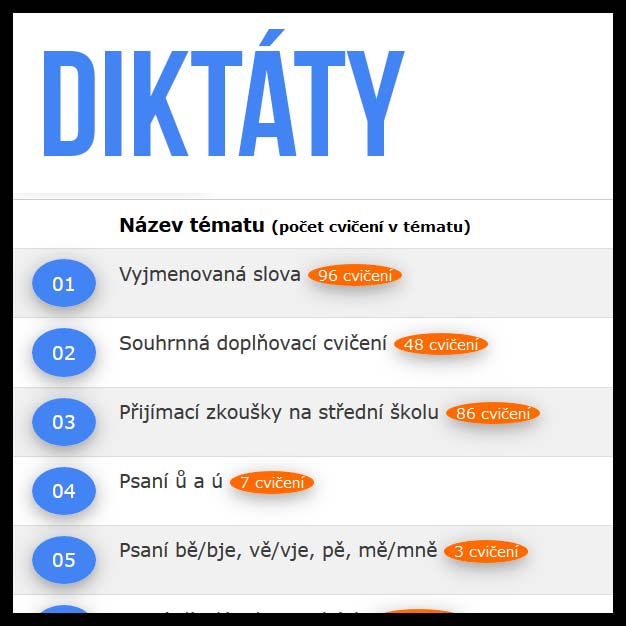 DIKTÁTY
Název tématu (počet cvičení v tématu)
01 Vyjmenovaná slova 96 cvičení
02 Souhrnná doplňovací cvičení 48 cvičení
03 Přijímací zkoušky na střední školu 86 cvičení
04 Psaní ů a ú 7 cvičení
05 Psaní bě/bje, vě/vje, pě, mě/mně 3 cvičení